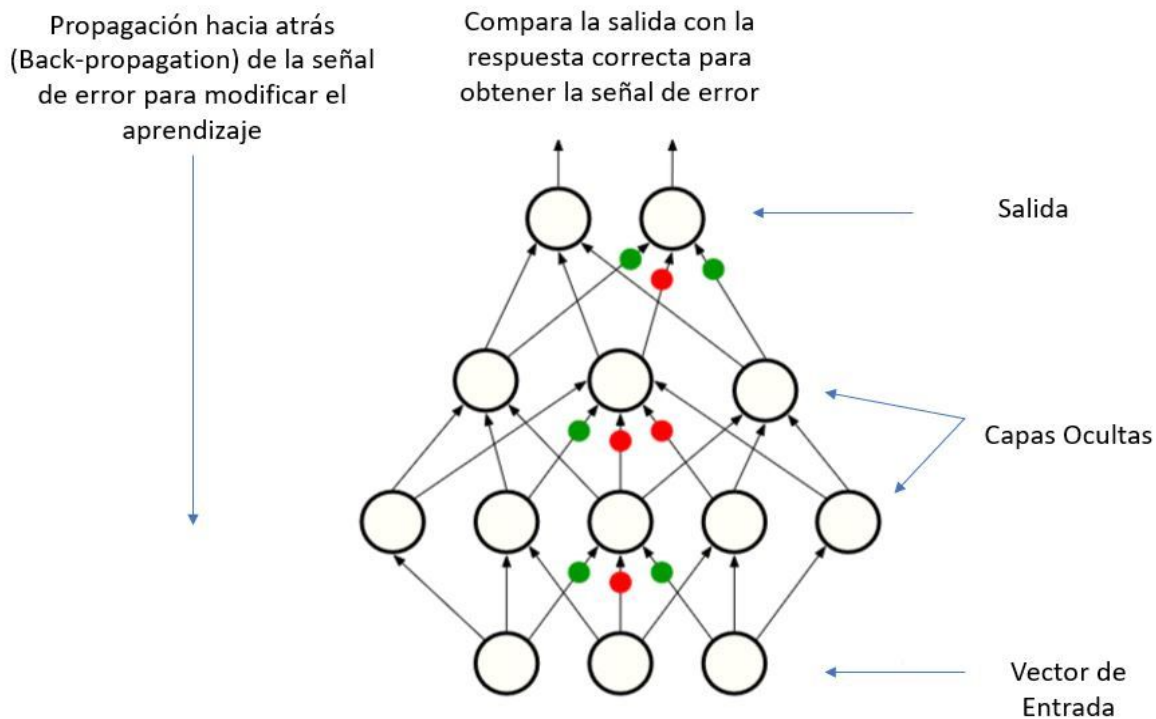 Propagación hacia atrás
(Back-propagation) de la señal
de error para modificar el
aprendizaje
Compara la salida con la
respuesta correcta para
obtener la señal de error
Salida
Capas Ocultas
Vector de
Entrada